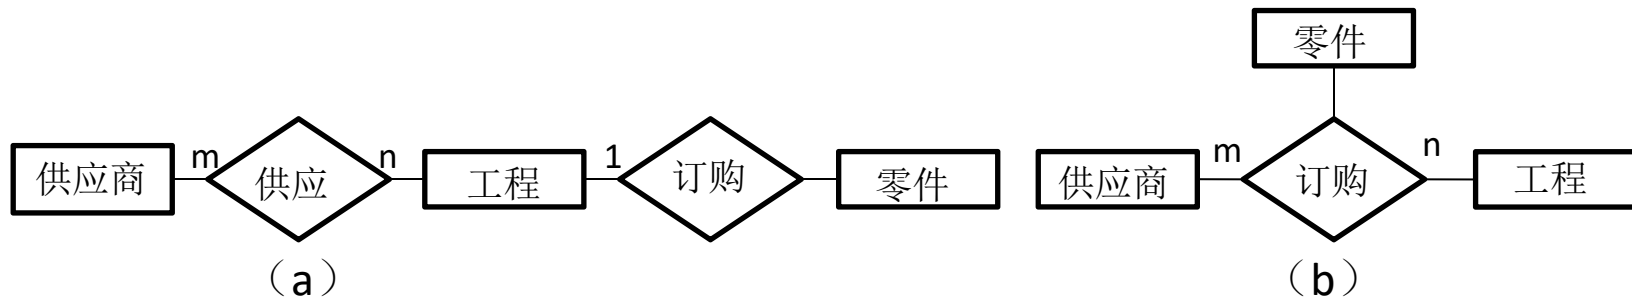 零件
供应商 m 供应 n 工程 1 订购 零件
供应商 m 订购 n 工程
（a）
（b）